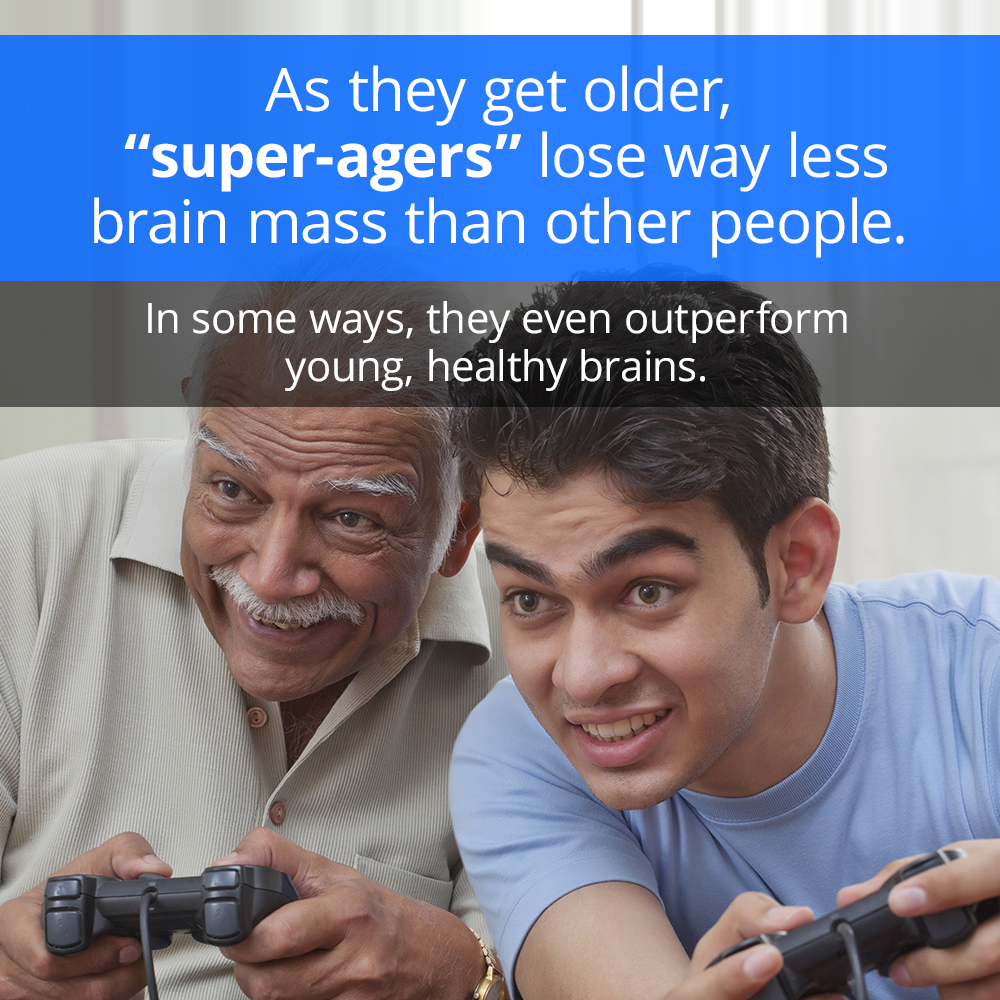 As they get older,
“super-agers” lose way less
brain mass than other people.
In some ways, they even outperform
young, healthy brains.